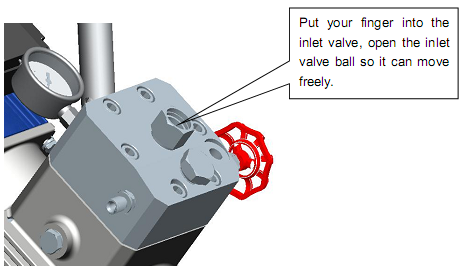 Put your finger into the
inlet valve, open the inlet
valve ball so it can move
freely.